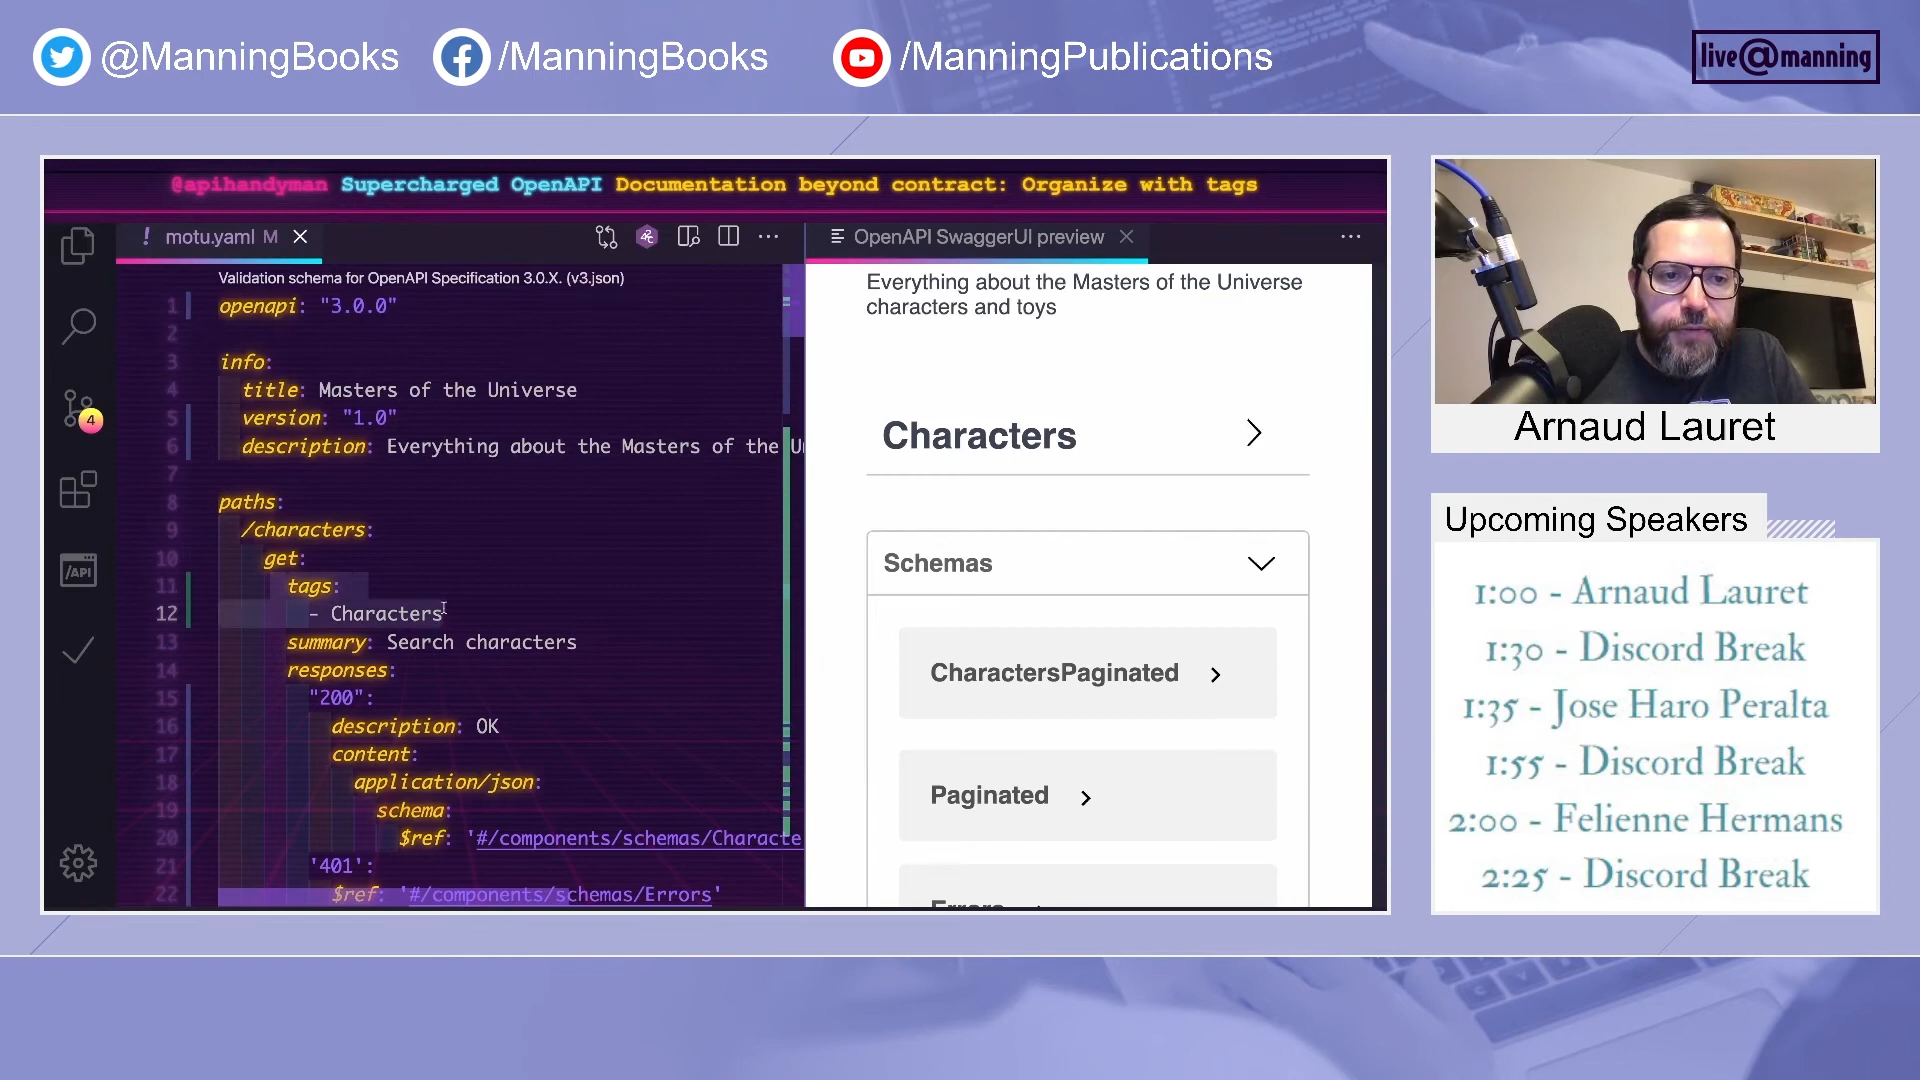 @ManningBooks
/ManningBooks
/ManningPublications
live@manning
@apihandyman Supercharged OpenAPI Documentation beyond contract: Organize with tags
! motu.yaml M
OpenAPI SwaggerUI preview
Validation schema for OpenAPI Specification 3.0.X. (v3.json)
1 openapi: "3.0.0"
2
3 info:
4 title: Masters of the Universe
5 version: "1.0"
6 description: Everything about the Masters of the Un
7
8 paths:
9 /characters:
10 get:
11 tags:
12 - Characters
13 summary: Search characters
14 responses:
15 "200":
16 description: OK
17 content:
18 application/json:
19 schema:
20 $ref: '#/components/schemas/Characte
21 '401':
22 $ref: '#/components/schemas/Errors'
4
/API
Everything about the Masters of the Universe
characters and toys
Characters
Schemas
CharactersPaginated
Paginated
Errors
Arnaud Lauret
Upcoming Speakers
1:00 - Arnaud Lauret
1:30 - Discord Break
1:35 - Jose Haro Peralta
1:55 - Discord Break
2:00 - Felienne Hermans
2:25 - Discord Break